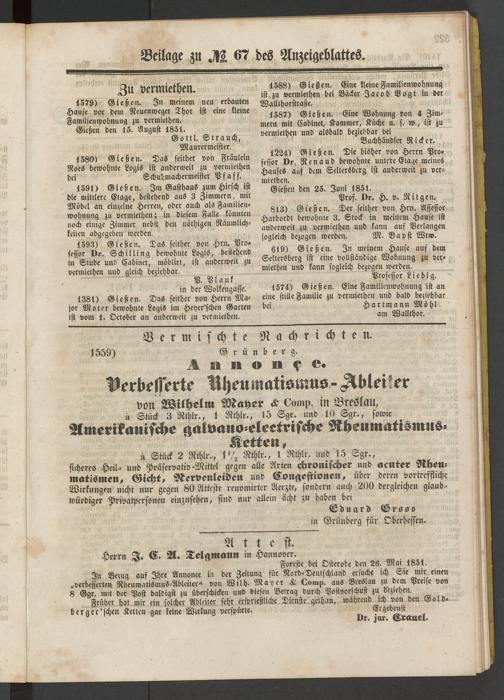 Beilage zu № 67 des Anzeigeblattes.
Zu vermiethen.
1579) Gießen. In meinem neu erbauten
Hause vor dem Neuenweger Thor ist eine kleine
Familienwohnung zu vermiethen.
Gießen den 15. August 1851.
Gottl. Strauch,
Maurermeister.
1580) Gießen. Das seither von Fräulein
Roes bewohnte Logis ist anderweit zu vermiethen
bei Schuhmachermeister Pfaff.
1591) Gießen. Im Gasthaus zum Hirsch ist
die mittlere Etage, bestehend aus 3 Zimmern, mit
Möbel an einzelne Herren, oder auch als Familien-
wohnung zu vermiethen; in diesem Falle könnten
noch einige Zimmer nebst den nöthigen Räumlich-
keiten abgegeben werden.
1593) Gießen. Das seither von Hrn. Pro-
fessor Dr. Schilling bewohnte Logis, bestehend
in Stube und Cabinet, möblirt, ist anderweit zu
vermiethen und gleich beziehbar.
P. Plank
in der Wolkengasse.
1381) Gießen. Das seither von Herrn Ma-
jor Moter bewohnte Logis im Heyer'schen Garten
ist vom 1. October an anderweit zu vermiethen.
1588) Gießen. Eine kleine Familienwohnung
ist zu vermiethen bei Bäcker Jacob Vogt in der
Wallthorstraße.
1587) Gießen. Eine Wohnung von 4 Zim-
mern mit Cabinet, Kammer, Küche u. s. w., ist zu
vermiethen und alsbald beziehbar bei
Buchhändler Ricker.
1224) Gießen. Die bisher von Herrn Pro-
fessor Dr. Renaud bewohnte untere Etage meines
Hauses auf dem Seltersberg ist anderweit zu ver-
miethen.
Gießen den 25. Juni 1851.
Prof. Dr. H. v. Ritgen.
813) Gießen. Der seither von Hrn. Assessor
Hardordt bewohnte 3. Stock in meinem Hause ist
anderweit zu vermiethen und kann auf Verlangen
sogleich bezogen werden. M. Bapst Wtw.
619) Gießen. In meinem Hause auf dem
Seltersberg ist eine vollständige Wohnung zu ver-
miethen und kann sogleich bezogen werden.
Professor Liebig.
1574) Gießen. Eine Familienwohnung ist an
eine stille Familie zu vermiethen und bald beziehbar
bei Hartmann Möhl
am Wallthor.
Vermischte Nachrichten.
1559) Grünberg.
Annonçe.
Verbesserte Rheumatismus-Ableiter
von Wilhelm Mayer & Comp. in Breslau,
à Stück 3 Rthlr., 1 Rthlr., 15 Sgr. und 10 Sgr., sowie
Amerikanische galvano-electrische Rheumatismus-
Ketten,
à Stück 2 Rthlr., 1½ Rthlr., 1 Rthlr. und 15 Sgr.,
sicheres Heil- und Präservativ-Mittel gegen alle Arten chronischer und acuter Rheu-
matismen, Gicht, Nervenleiden und Congestionen, über deren vortreffliche
Wirkungen nicht nur gegen 80 Atteste renomirter Aerzte, sondern auch 200 dergleichen glaub-
würdiger Privatpersonen einzusehen, sind nur allein ächt zu haben bei
Eduard Groos
in Grünberg für Oberhessen.
Attest.
Herrn J. C. A. Telgmann in Hannover.
Foreste bei Osterode den 26. Mai 1851.
In Bezug auf Ihre Annonce in der Zeitung für Nord-Deutschland ersuche ich Sie mir einen
„verbesserten Rheumatismus-Ableiter“ von Wilh. Mayer & Comp. aus Breslau zu dem Preise von
8 Ggr. mit der Post baldigst zu überschicken und diesen Betrag durch Postvorschuß zu beziehen.
Früher hat mir ein solcher Ableiter sehr ersprießliche Dienste gethan, während ich von den Gold-
berger'schen Ketten gar keine Wirkung verspürte.
Ergebenst
Dr. jur. Crauel.